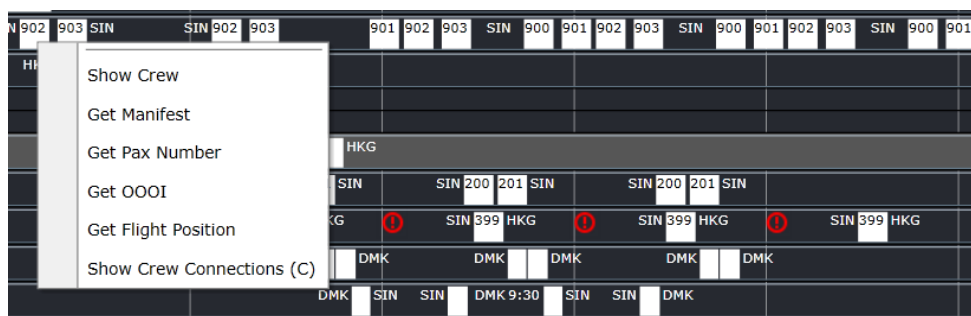 N 902 903 SIN SIN 902 903 901 902 903 SIN 900 901 902 903 SIN 900 901 902 903 SIN 900 901
Show Crew
Get Manifest
Get Pax Number
HKG
Get OOOI
SIN SIN 200 201 SIN SIN 200 201 SIN
Get Flight Position
KG SIN 399 HKG SIN 399 HKG SIN 399 HKG
Show Crew Connections (C)
DMK DMK DMK DMK DMK
DMK SIN SIN DMK 9:30 SIN SIN DMK